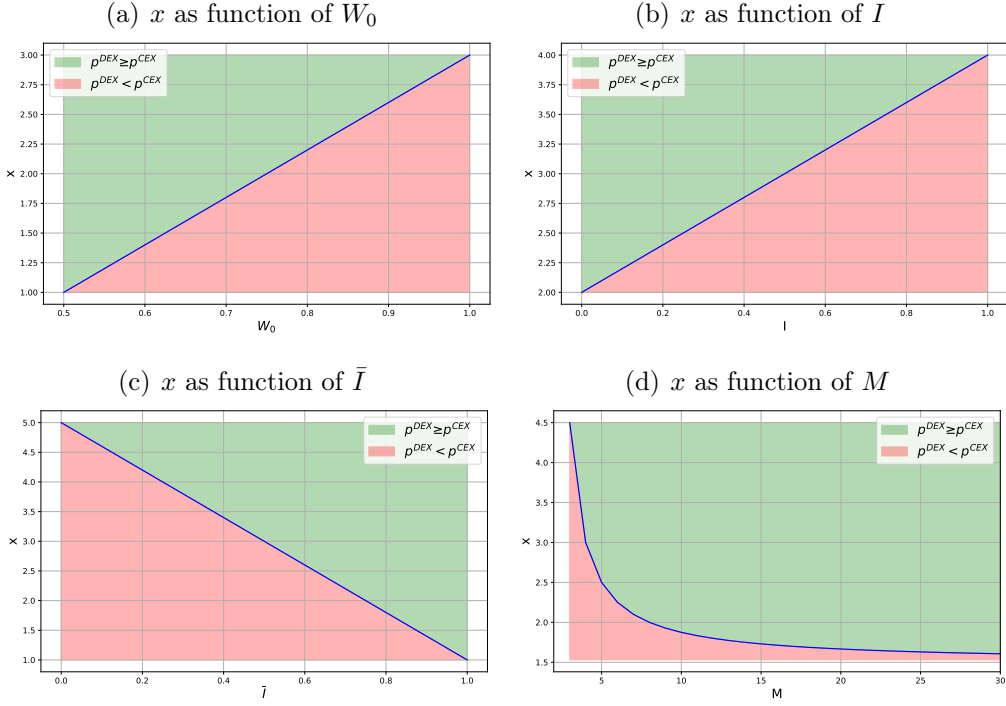 (a) x as function of W₀
(b) x as function of I
3.00
2.75
2.50
2.25
2.00
1.75
1.50
1.25
1.00
x
p^DEX ≥ p^CEX
p^DEX < p^CEX
0.5 0.6 0.7 0.8 0.9 1.0
W₀
4.00
3.75
3.50
3.25
3.00
2.75
2.50
2.25
2.00
x
p^DEX ≥ p^CEX
p^DEX < p^CEX
0.0 0.2 0.4 0.6 0.8 1.0
I
(c) x as function of Ī
(d) x as function of M
5.0
4.5
4.0
3.5
3.0
2.5
2.0
1.5
1.0
x
p^DEX ≥ p^CEX
p^DEX < p^CEX
0.0 0.2 0.4 0.6 0.8 1.0
Ī
4.5
4.0
3.5
3.0
2.5
2.0
1.5
x
p^DEX ≥ p^CEX
p^DEX < p^CEX
5 10 15 20 25 30
M